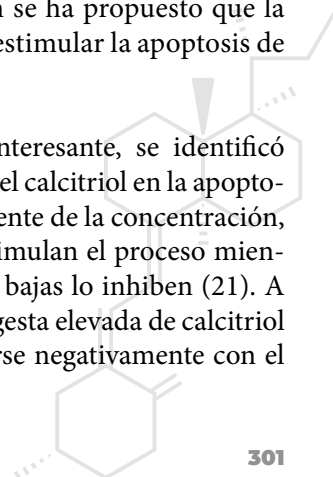 se ha propuesto que la
estimular la apoptosis de
nteresante, se identificó
el calcitriol en la apopto-
ente de la concentración,
imulan el proceso mien-
bajas lo inhiben (21). A
gesta elevada de calcitriol
rse negativamente con el
301